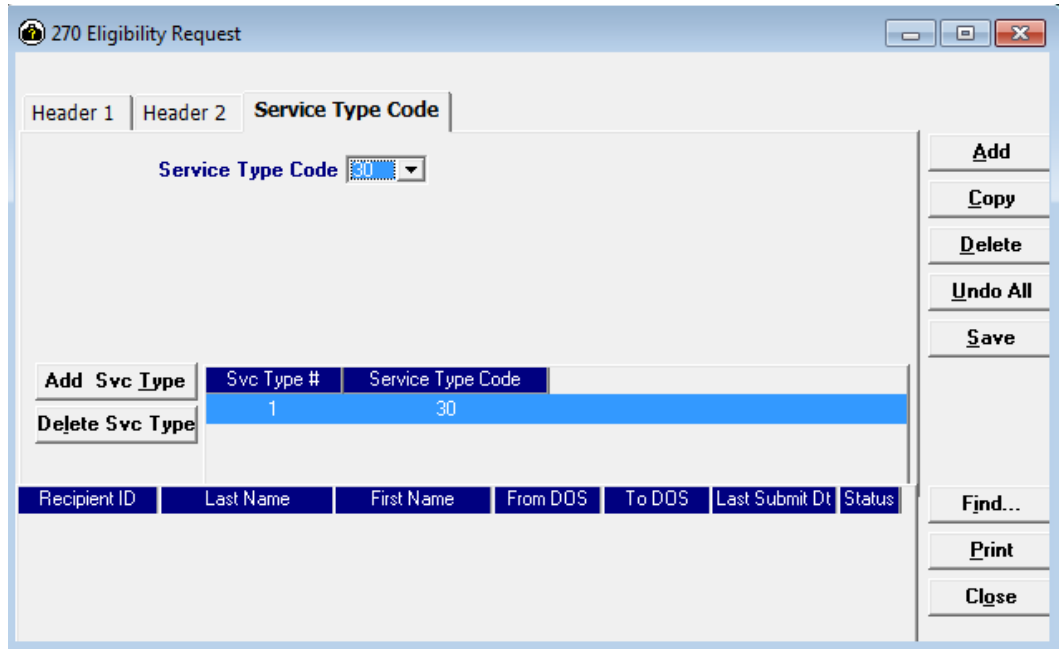 270 Eligibility Request
Header 1 Header 2 Service Type Code
Service Type Code 30
Add
Copy
Delete
Undo All
Save
Add Svc Type
Delete Svc Type
Svc Type # Service Type Code
1 30
Recipient ID Last Name First Name From DOS To DOS Last Submit Dt Status
Find...
Print
Close